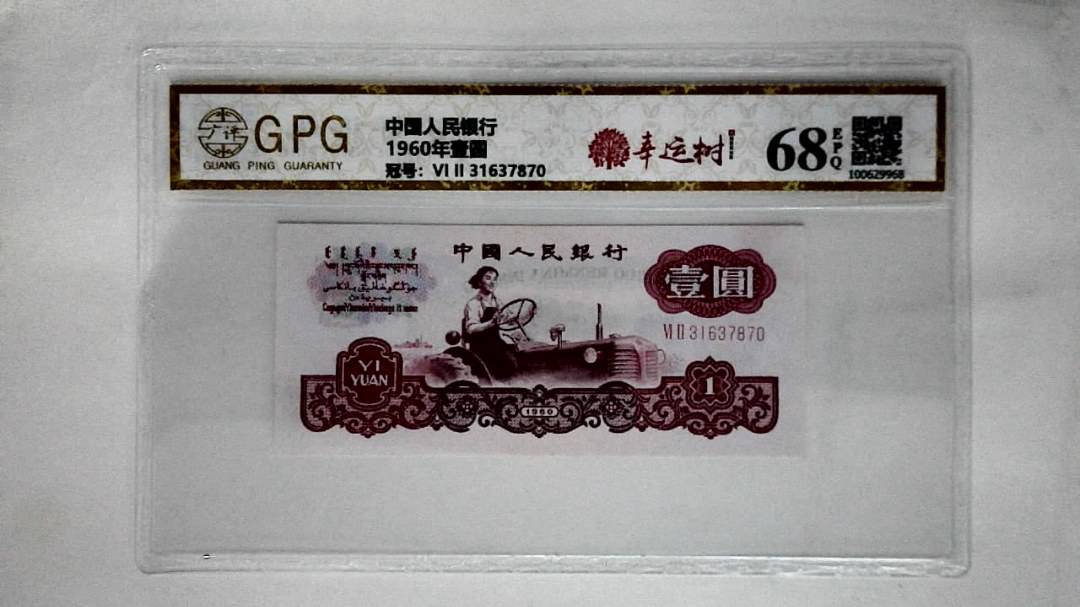 广评
GPG
GUANG PING GUARANTY
中国人民银行
1960年壹圆
冠号：VI II 31637870
幸运树
68
EPQ
100629968
中國人民銀行
壹圓
VI II 31637870
YI
YUAN
1960
1